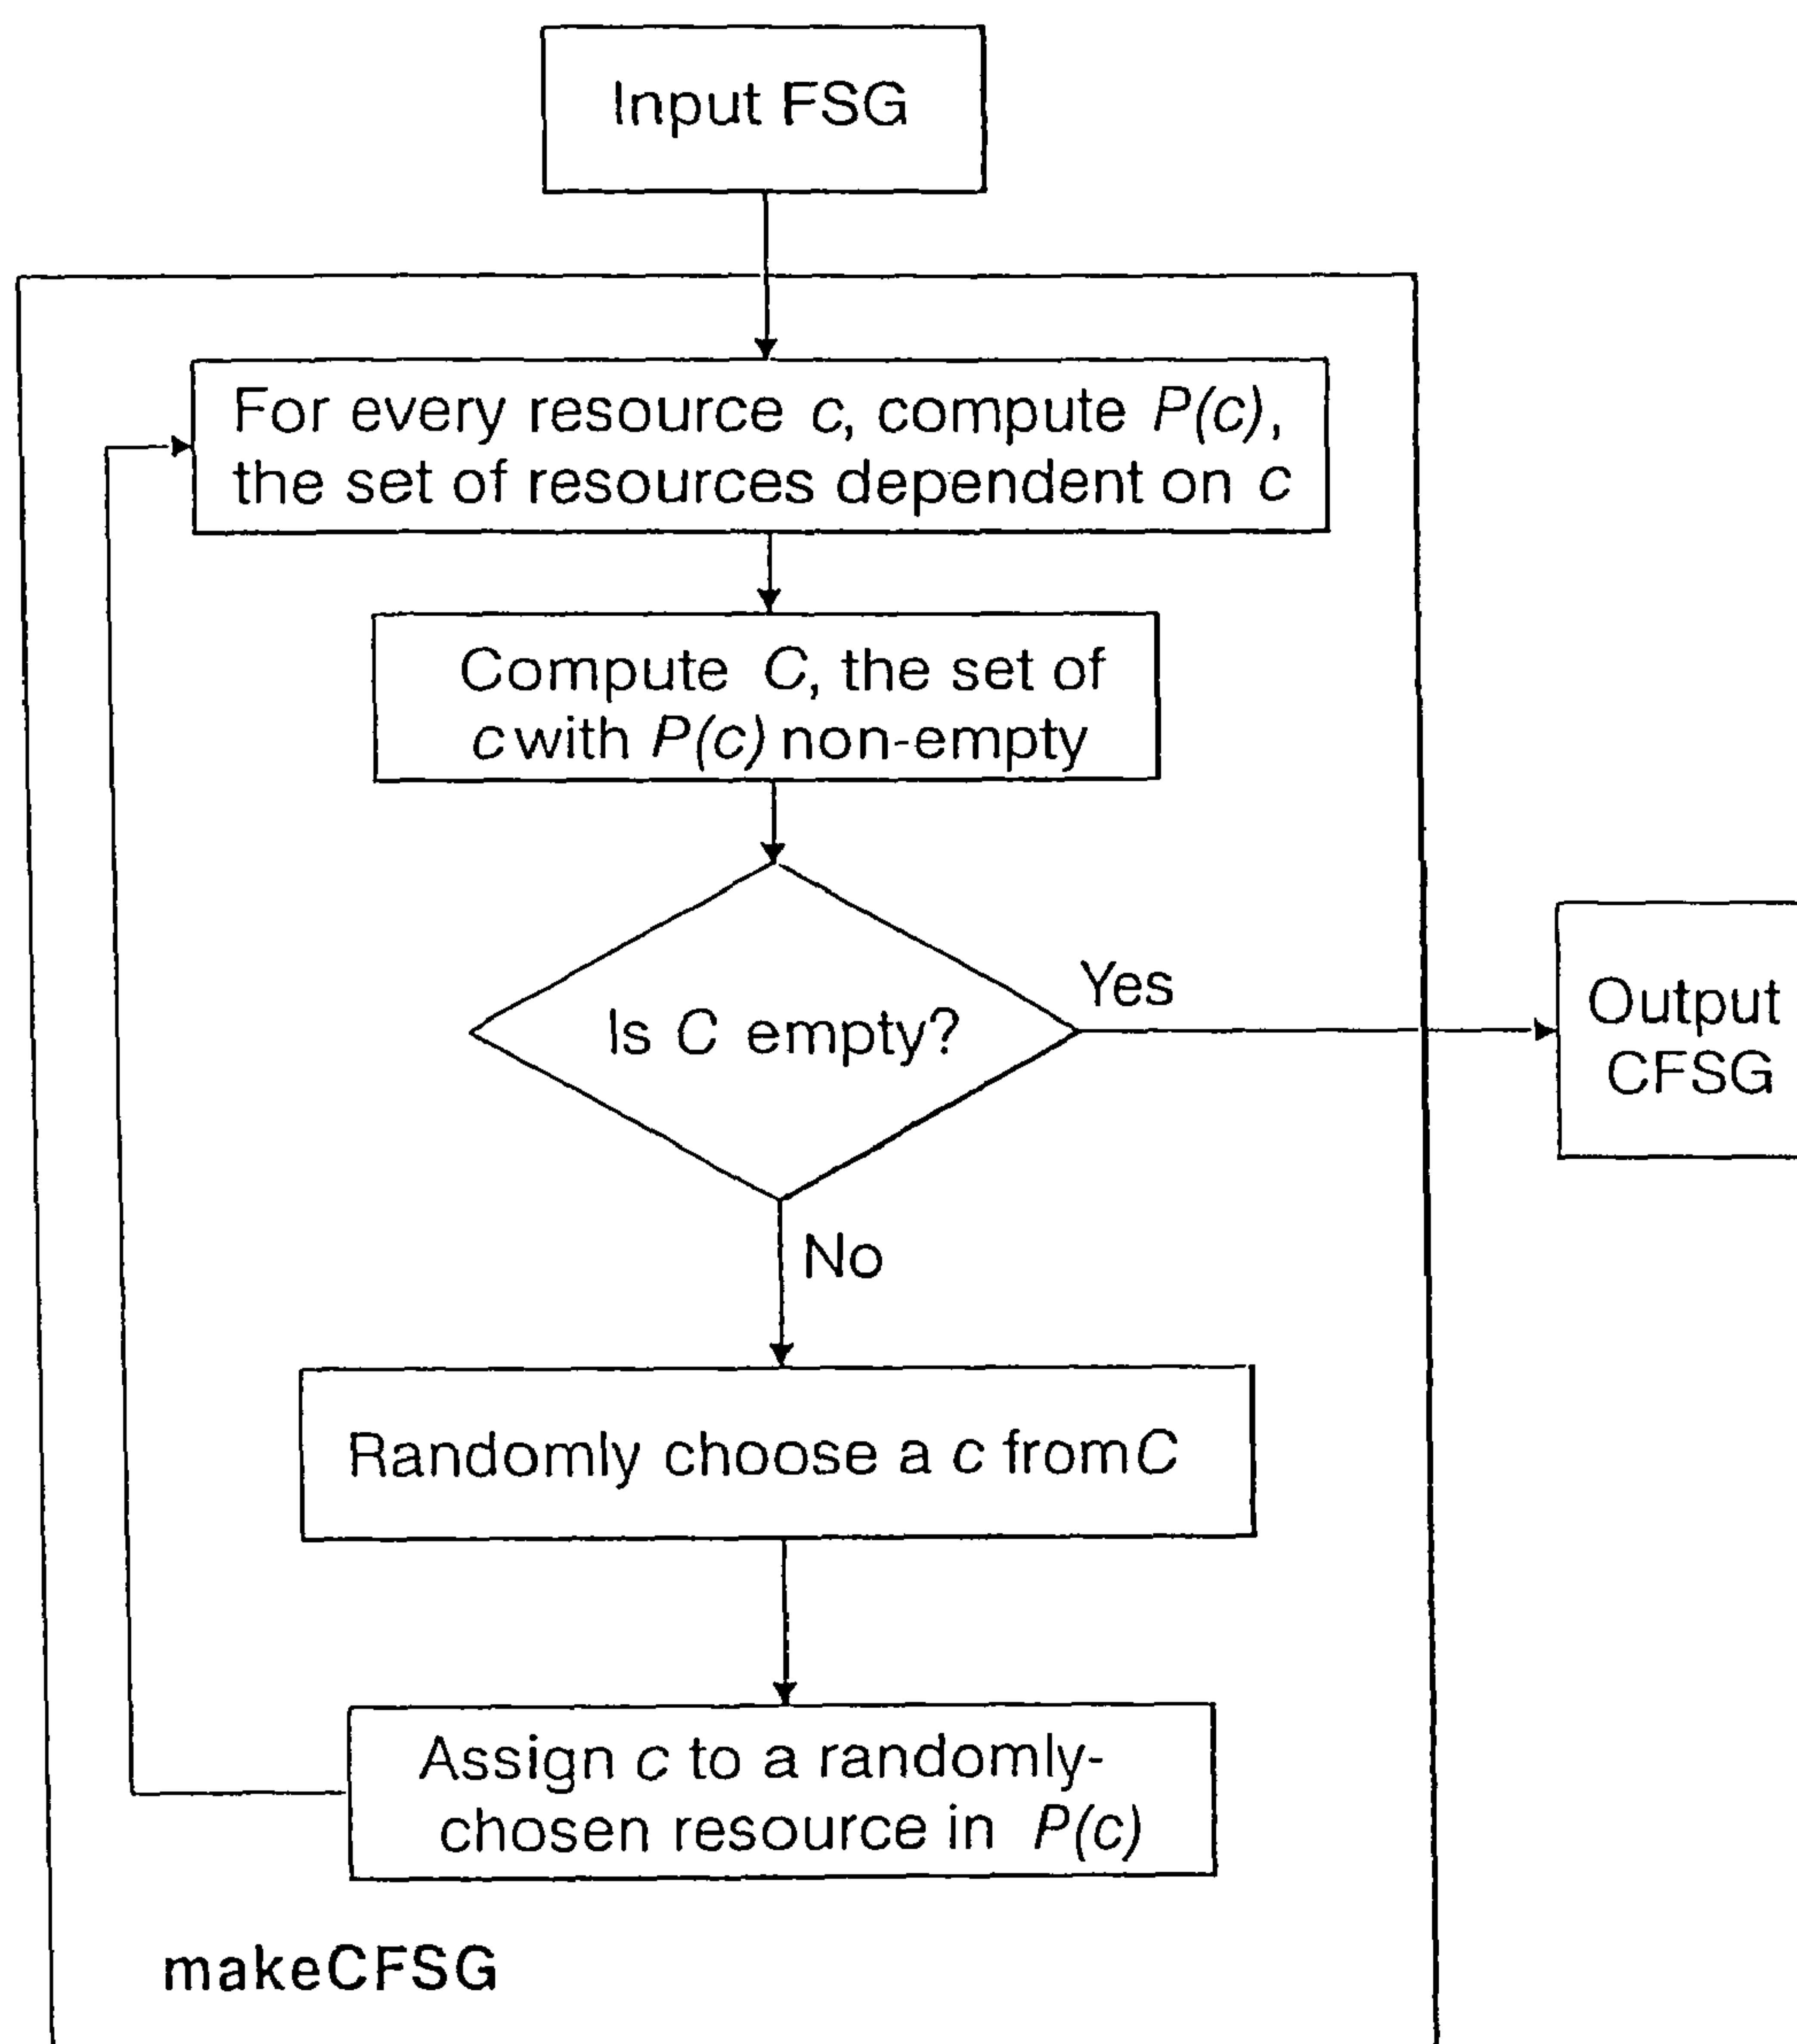 Input FSG
For every resource c, compute P(c),
the set of resources dependent on c
Compute C, the set of
c with P(c) non-empty
Is C empty?
Yes
Output
CFSG
No
Randomly choose a c from C
Assign c to a randomly-
chosen resource in P(c)
makeCFSG